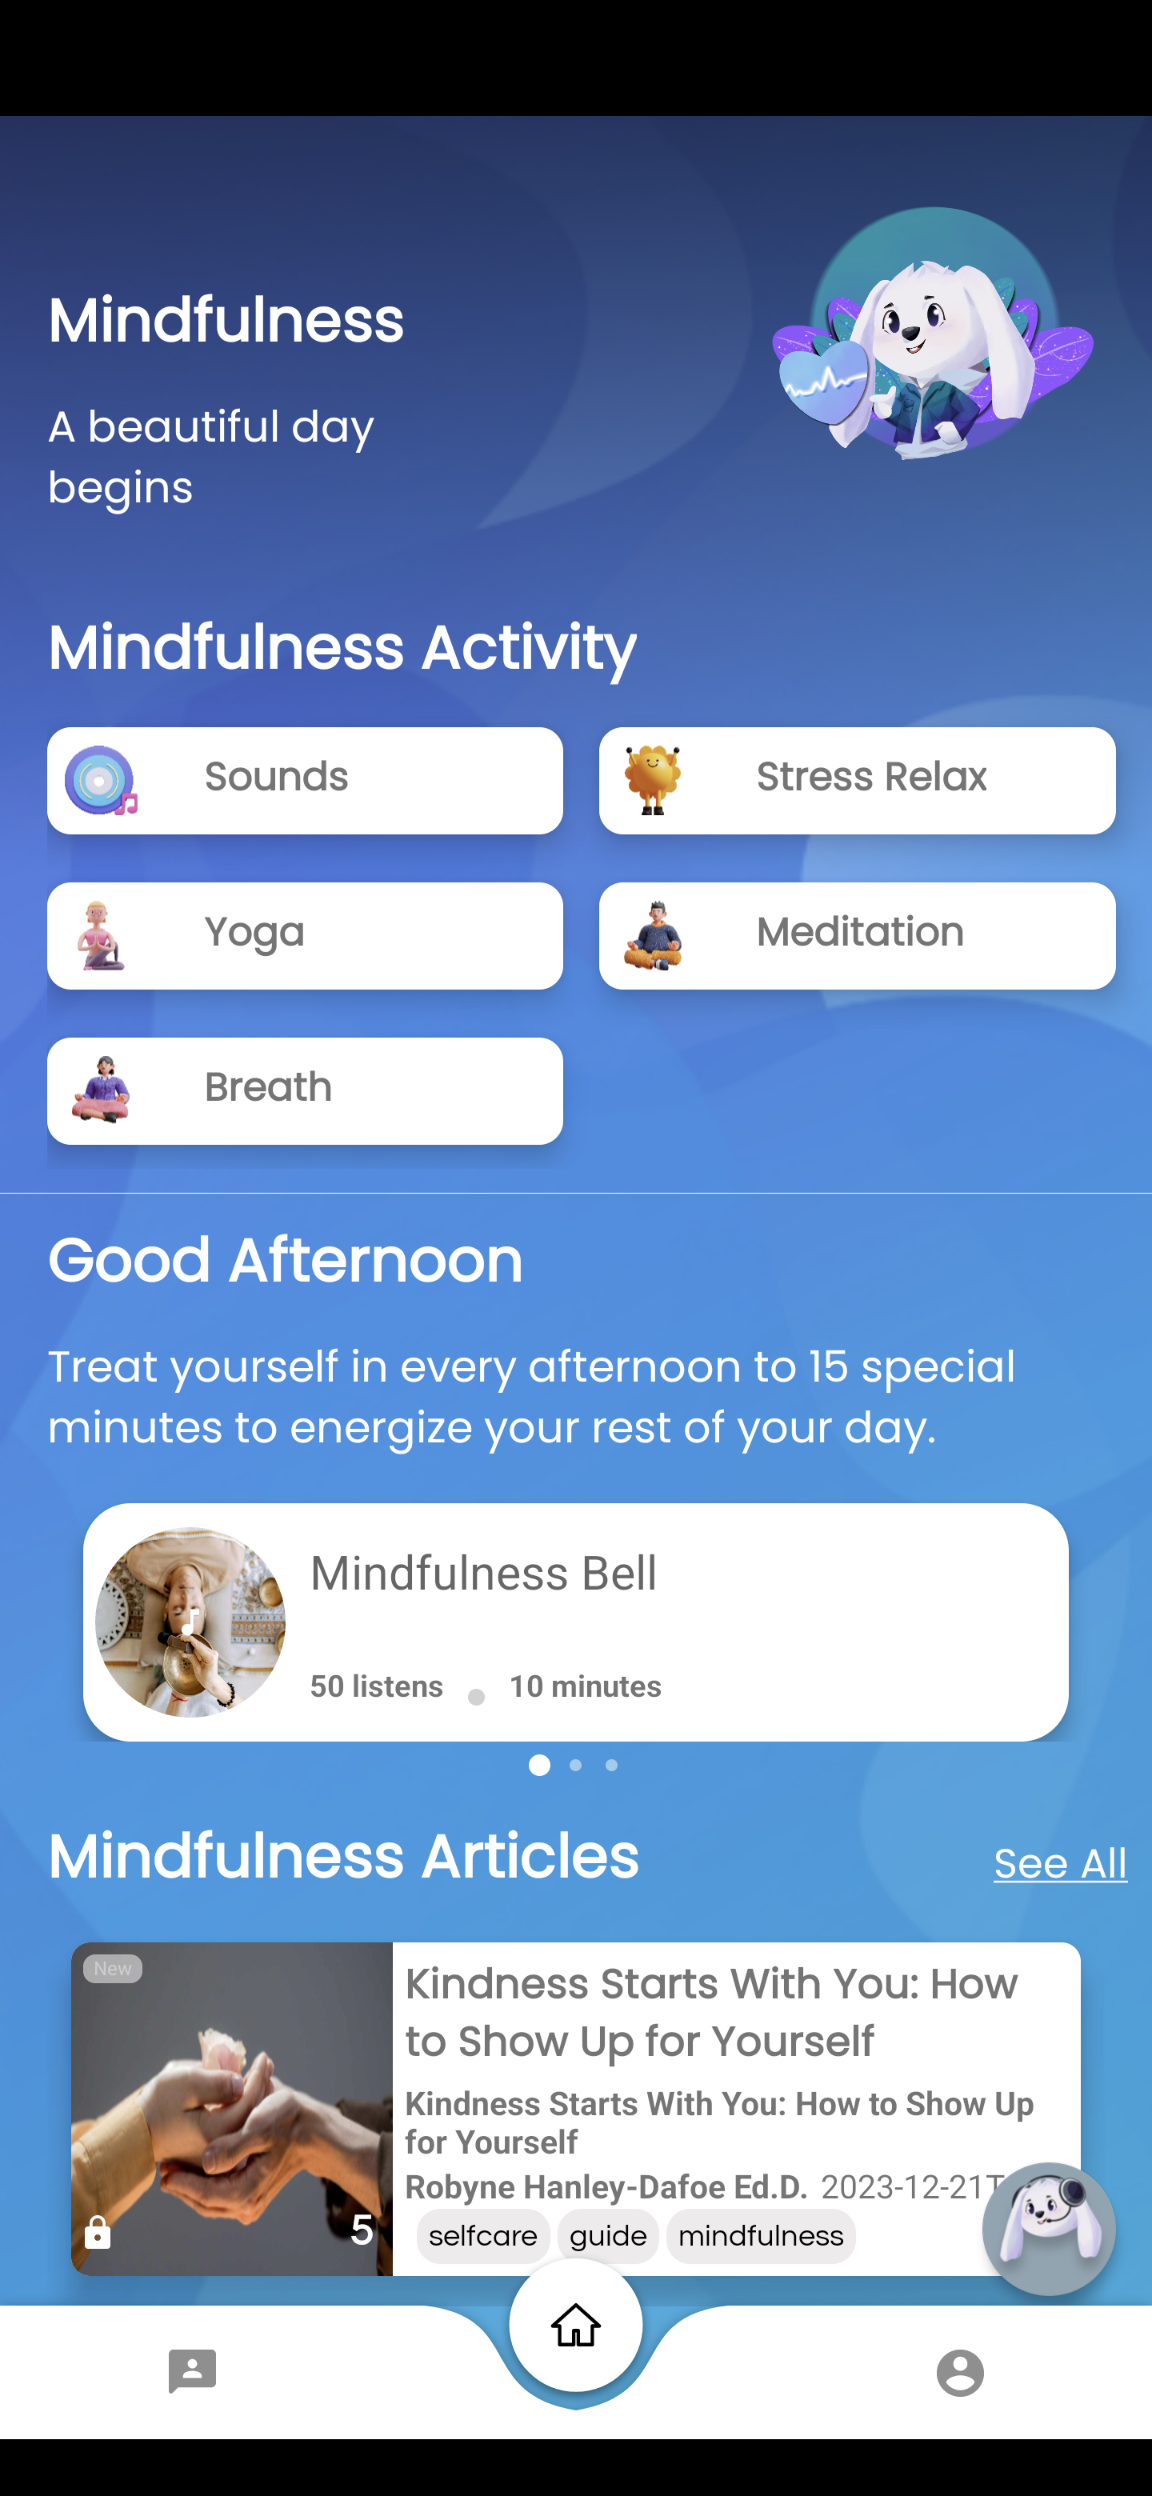 Mindfulness
A beautiful day
begins
Mindfulness Activity
Sounds
Stress Relax
Yoga
Meditation
Breath
Good Afternoon
Treat yourself in every afternoon to 15 special
minutes to energize your rest of your day.
Mindfulness Bell
50 listens
10 minutes
Mindfulness Articles
See All
New
Kindness Starts With You: How
to Show Up for Yourself
Kindness Starts With You: How to Show Up
for Yourself
Robyne Hanley-Dafoe Ed.D. 2023-12-21T
5
selfcare guide mindfulness